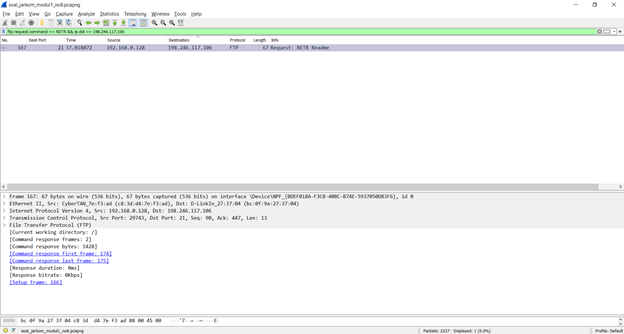 soal_jarkom_modul1_no8.pcapng
File Edit View Go Capture Analyze Statistics Telephony Wireless Tools Help
ftp.request.command == RETR && ip.dst == 198.246.117.106
No. Dest Port Time Source Destination Protocol Length Info
167 21 37.018072 192.168.0.128 198.246.117.106 FTP 67 Request: RETR Readme
Frame 167: 67 bytes on wire (536 bits), 67 bytes captured (536 bits) on interface \Device\NPF_{8DEF018A-F3CB-40BC-B74E-5937050D83F6}, id 0
Ethernet II, Src: CyberTAN_7e:f3:ad (c8:3d:d4:7e:f3:ad), Dst: D-LinkIn_27:37:04 (bc:0f:9a:27:37:04)
Internet Protocol Version 4, Src: 192.168.0.128, Dst: 198.246.117.106
Transmission Control Protocol, Src Port: 29743, Dst Port: 21, Seq: 90, Ack: 447, Len: 13
File Transfer Protocol (FTP)
[Current working directory: /]
[Command response frames: 2]
[Command response bytes: 1428]
[Command response first frame: 174]
[Command response last frame: 175]
[Response duration: 0ms]
[Response bitrate: 0Kbps]
[Setup frame: 166]
0000 bc 0f 9a 27 37 04 c8 3d d4 7e f3 ad 08 00 45 00 ···'7··= ·~····E·
soal_jarkom_modul1_no8.pcapng Packets: 2237 · Displayed: 1 (0.0%) Profile: Default